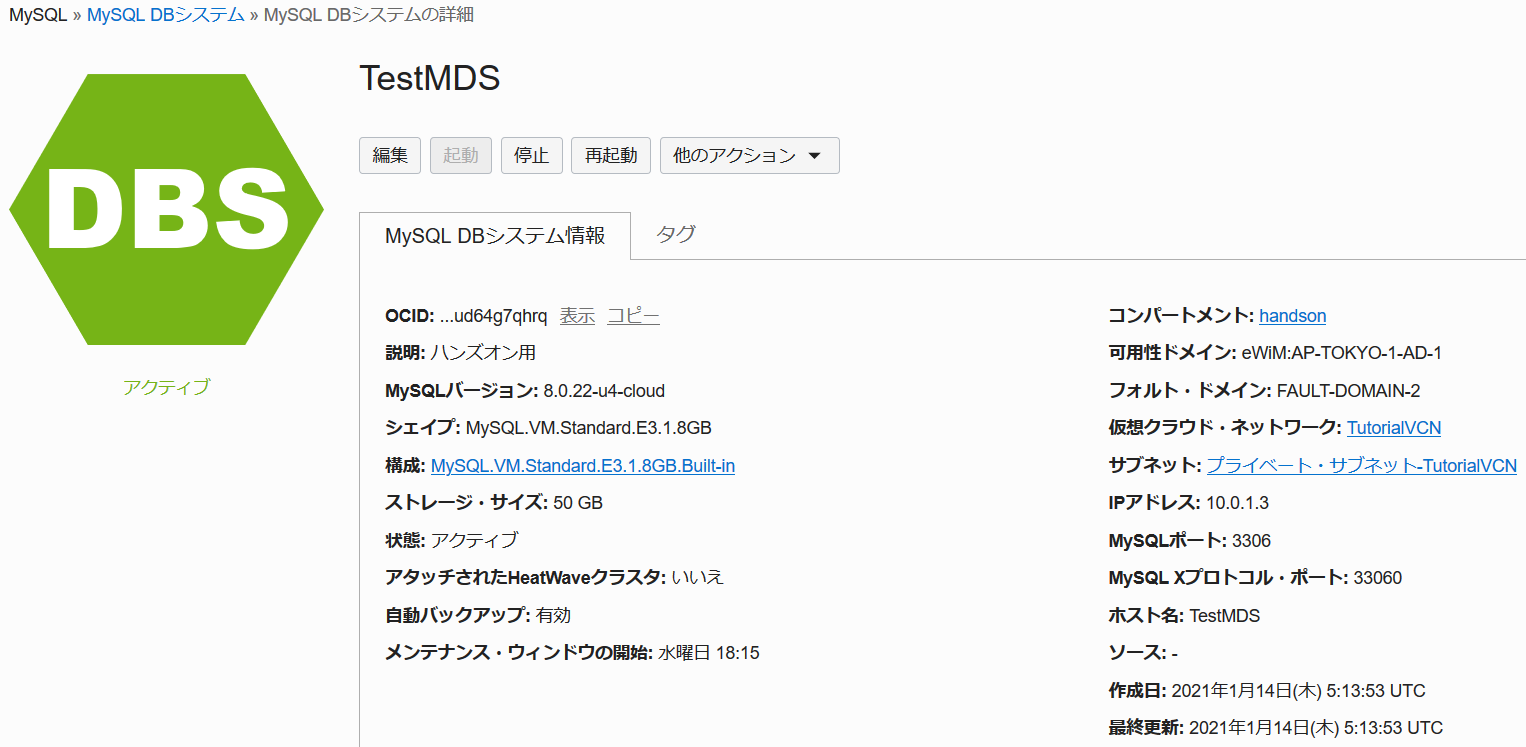 MySQL » MySQL DBシステム » MySQL DBシステムの詳細
DBS
アクティブ
TestMDS
編集 起動 停止 再起動 他のアクション
MySQL DBシステム情報 タグ
OCID: ...ud64g7qhrq 表示 コピー
説明: ハンズオン用
MySQLバージョン: 8.0.22-u4-cloud
シェイプ: MySQL.VM.Standard.E3.1.8GB
構成: MySQL.VM.Standard.E3.1.8GB.Built-in
ストレージ・サイズ: 50 GB
状態: アクティブ
アタッチされたHeatWaveクラスタ: いいえ
自動バックアップ: 有効
メンテナンス・ウィンドウの開始: 水曜日 18:15
コンパートメント: handson
可用性ドメイン: eWiM:AP-TOKYO-1-AD-1
フォルト・ドメイン: FAULT-DOMAIN-2
仮想クラウド・ネットワーク: TutorialVCN
サブネット: プライベート・サブネット-TutorialVCN
IPアドレス: 10.0.1.3
MySQLポート: 3306
MySQL Xプロトコル・ポート: 33060
ホスト名: TestMDS
ソース: -
作成日: 2021年1月14日(木) 5:13:53 UTC
最終更新: 2021年1月14日(木) 5:13:53 UTC